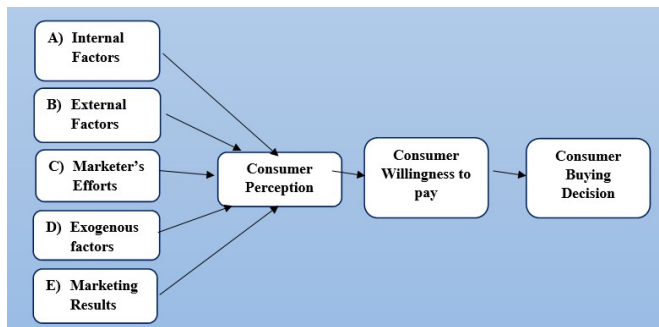 A) Internal
Factors
B) External
Factors
C) Marketer's
Efforts
D) Exogenous
factors
E) Marketing
Results
Consumer
Perception
Consumer
Willingness to
pay
Consumer
Buying
Decision